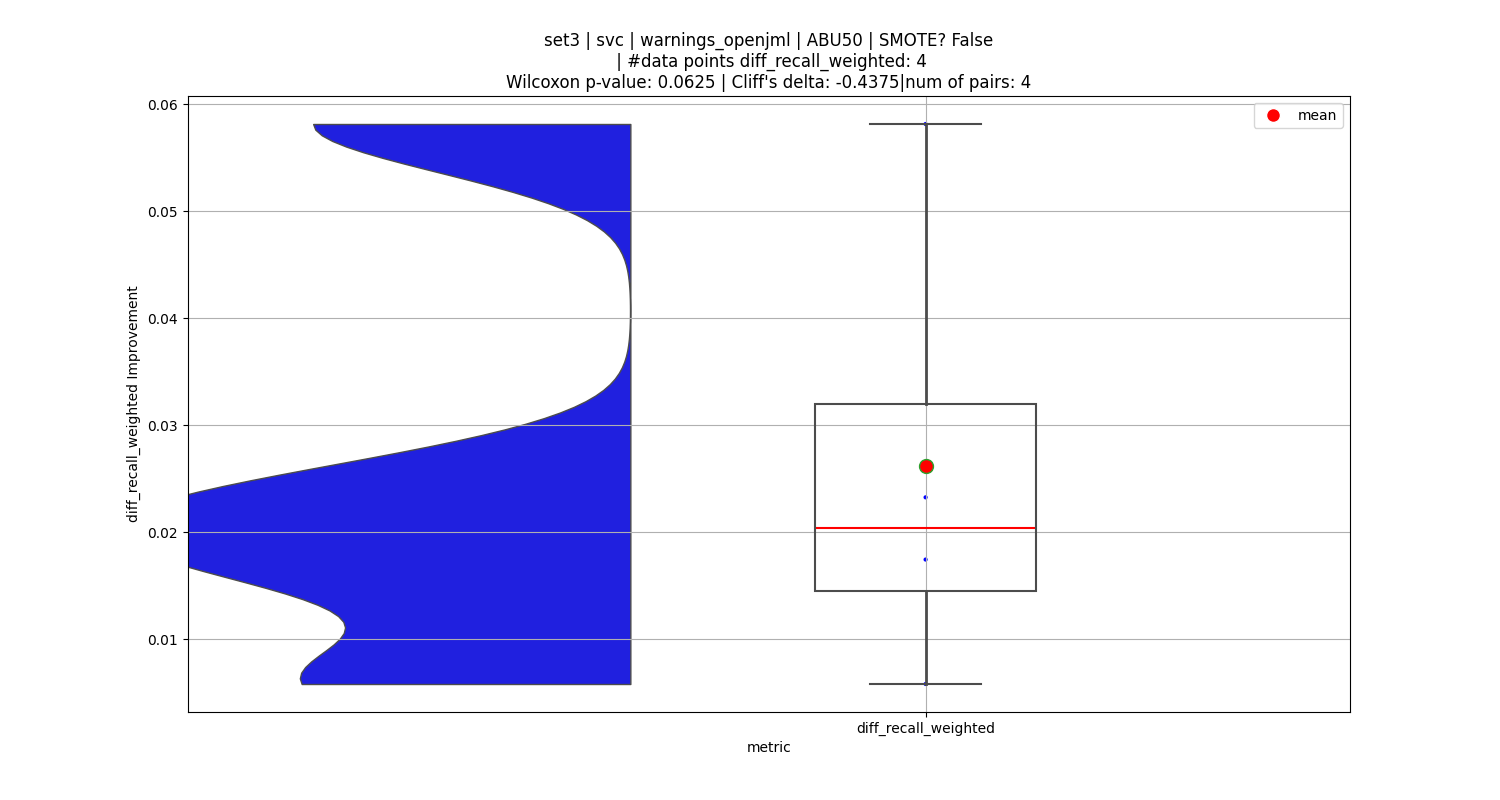 set3 | svc | warnings_openjml | ABU50 | SMOTE? False
| #data points diff_recall_weighted: 4
Wilcoxon p-value: 0.0625 | Cliff's delta: -0.4375|num of pairs: 4
mean
0.06
0.05
0.04
0.03
0.02
0.01
diff_recall_weighted Improvement
diff_recall_weighted
metric